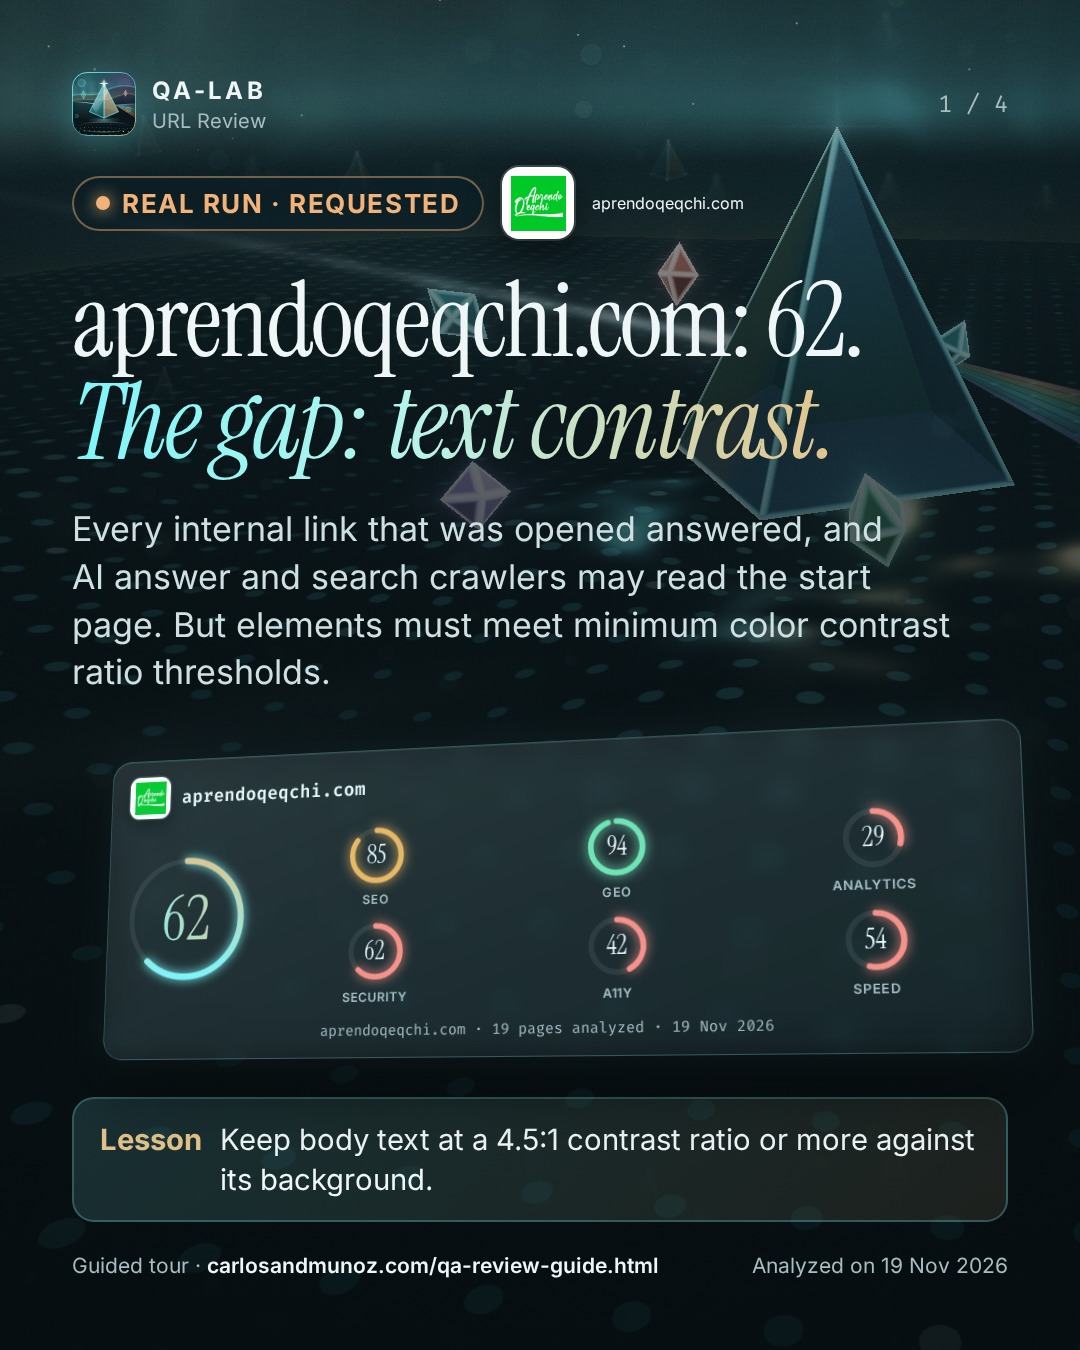 QA-LAB
URL Review
1 / 4
REAL RUN · REQUESTED
Aprendo
Q'eqchi
aprendoqeqchi.com
aprendoqeqchi.com: 62.
The gap: text contrast.
Every internal link that was opened answered, and
AI answer and search crawlers may read the start
page. But elements must meet minimum color contrast
ratio thresholds.
Aprendo
Q'eqchi
aprendoqeqchi.com
62
85
SEO
94
GEO
29
ANALYTICS
62
SECURITY
42
A11Y
54
SPEED
aprendoqeqchi.com · 19 pages analyzed · 19 Nov 2026
Lesson Keep body text at a 4.5:1 contrast ratio or more against
its background.
Guided tour · carlosandmunoz.com/qa-review-guide.html
Analyzed on 19 Nov 2026